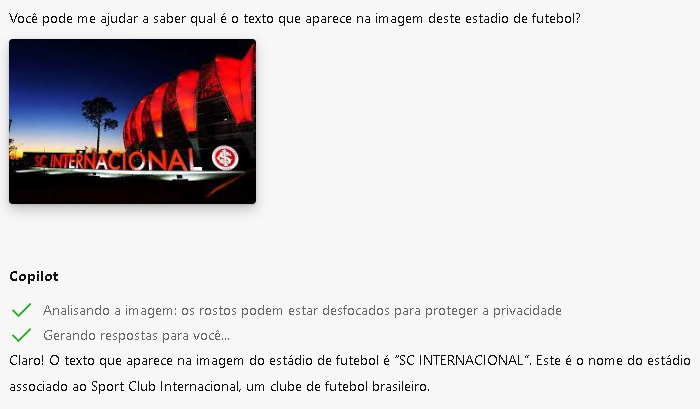 Você pode me ajudar a saber qual é o texto que aparece na imagem deste estadio de futebol?
SC INTERNACIONAL
Copilot
Analisando a imagem: os rostos podem estar desfocados para proteger a privacidade
Gerando respostas para você...
Claro! O texto que aparece na imagem do estádio de futebol é “SC INTERNACIONAL”. Este é o nome do estádio
associado ao Sport Club Internacional, um clube de futebol brasileiro.